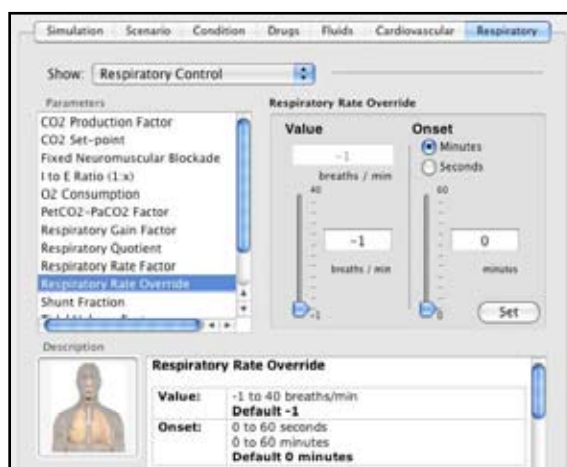 Simulation Scenario Condition Drugs Fluids Cardiovascular Respiratory
Show: Respiratory Control
Parameters
CO2 Production Factor
CO2 Set-point
Fixed Neuromuscular Blockade
I to E Ratio (1:x)
O2 Consumption
PetCO2-PaCO2 Factor
Respiratory Gain Factor
Respiratory Quotient
Respiratory Rate Factor
Respiratory Rate Override
Shunt Fraction
Respiratory Rate Override
Value
-1
breaths / min
40
-1
breaths / min
-1
Onset
Minutes
Seconds
60
0
minutes
0
Set
Description
Respiratory Rate Override
Value: -1 to 40 breaths/min
Default -1
Onset: 0 to 60 seconds
0 to 60 minutes
Default 0 minutes